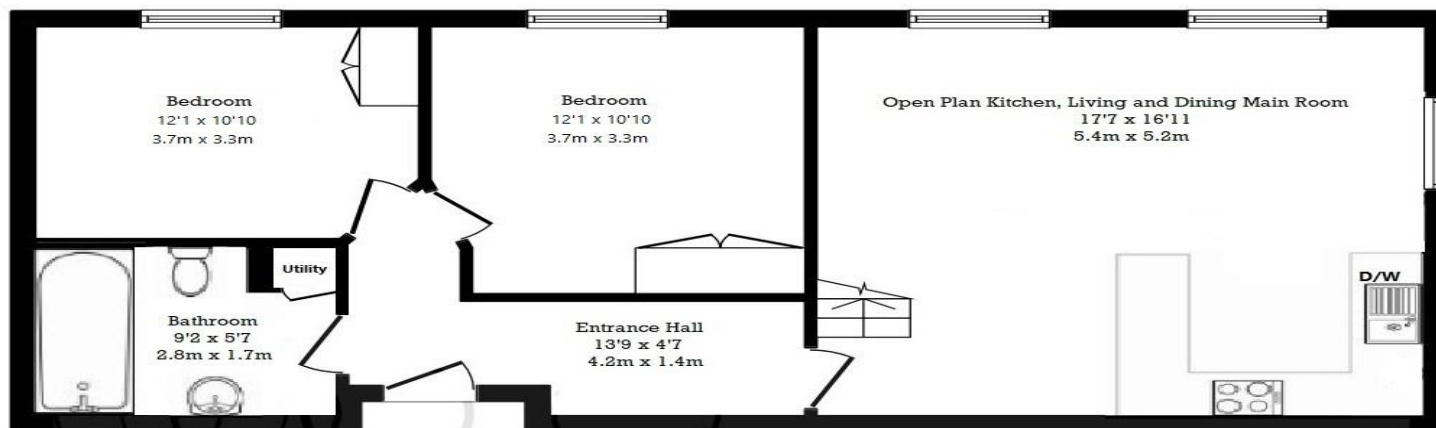 Bedroom
12'1 x 10'10
3.7m x 3.3m
Bedroom
12'1 x 10'10
3.7m x 3.3m
Open Plan Kitchen, Living and Dining Main Room
17'7 x 16'11
5.4m x 5.2m
Utility
D/W
Bathroom
9'2 x 5'7
2.8m x 1.7m
Entrance Hall
13'9 x 4'7
4.2m x 1.4m